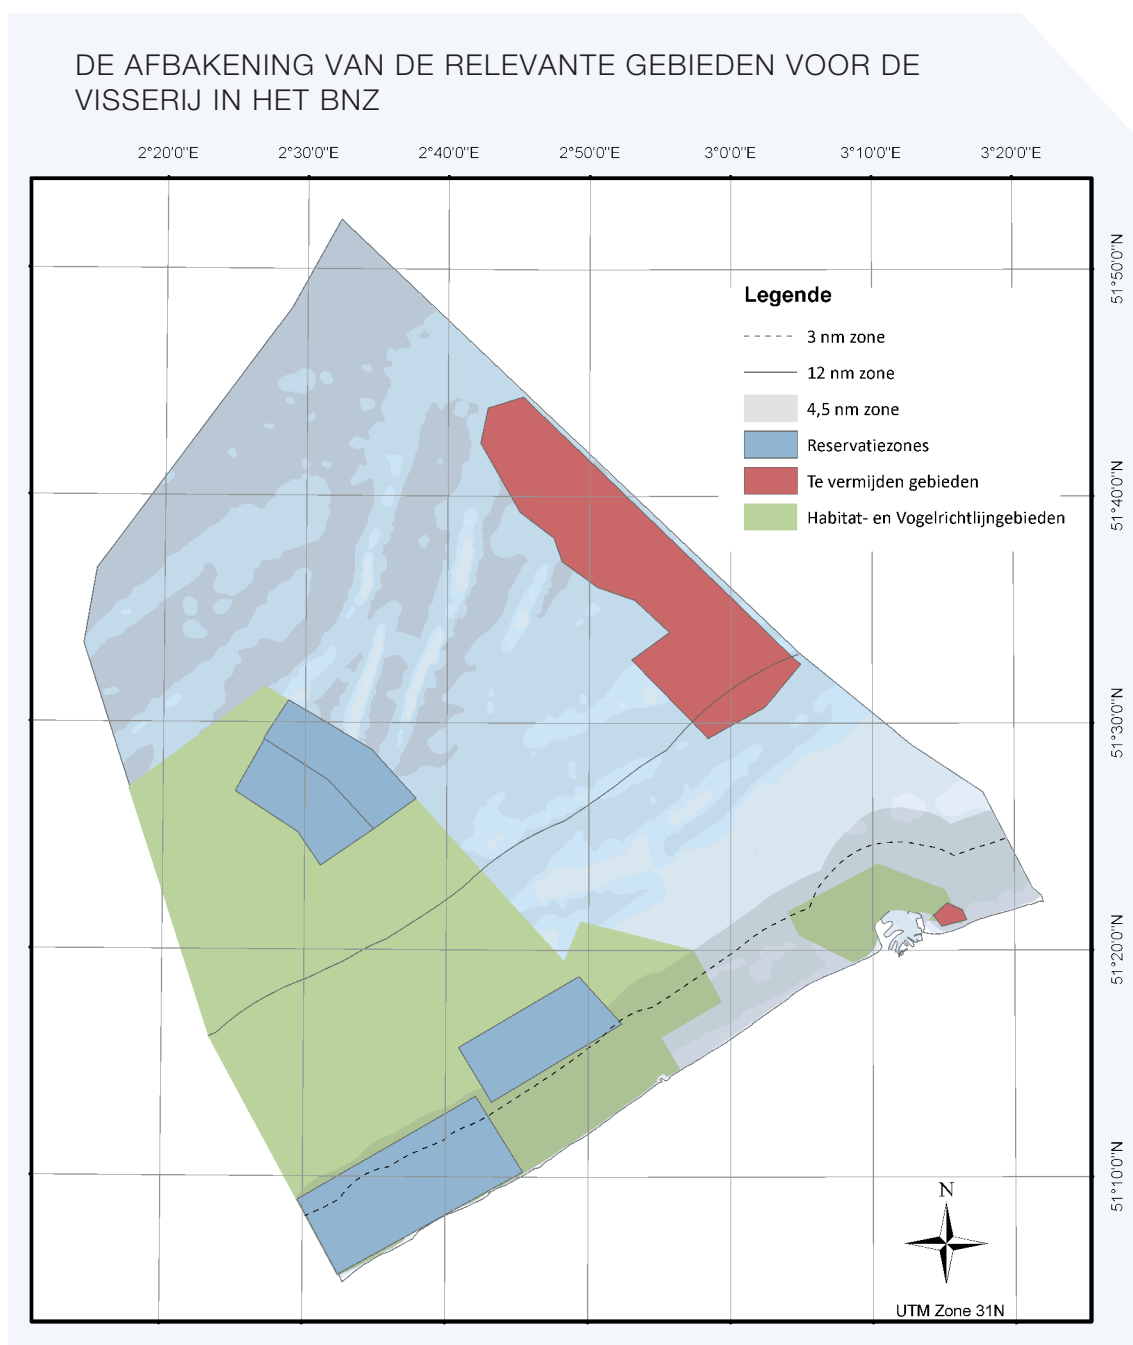 DE AFBAKENING VAN DE RELEVANTE GEBIEDEN VOOR DE
VISSERIJ IN HET BNZ
2°20'0"E 2°30'0"E 2°40'0"E 2°50'0"E 3°0'0"E 3°10'0"E 3°20'0"E
51°50'0"N
Legende
3 nm zone
12 nm zone
4,5 nm zone
Reservatiezones
Te vermijden gebieden
Habitat- en Vogelrichtlijngebieden
51°40'0"N
51°30'0"N
51°20'0"N
51°10'0"N
N
UTM Zone 31N